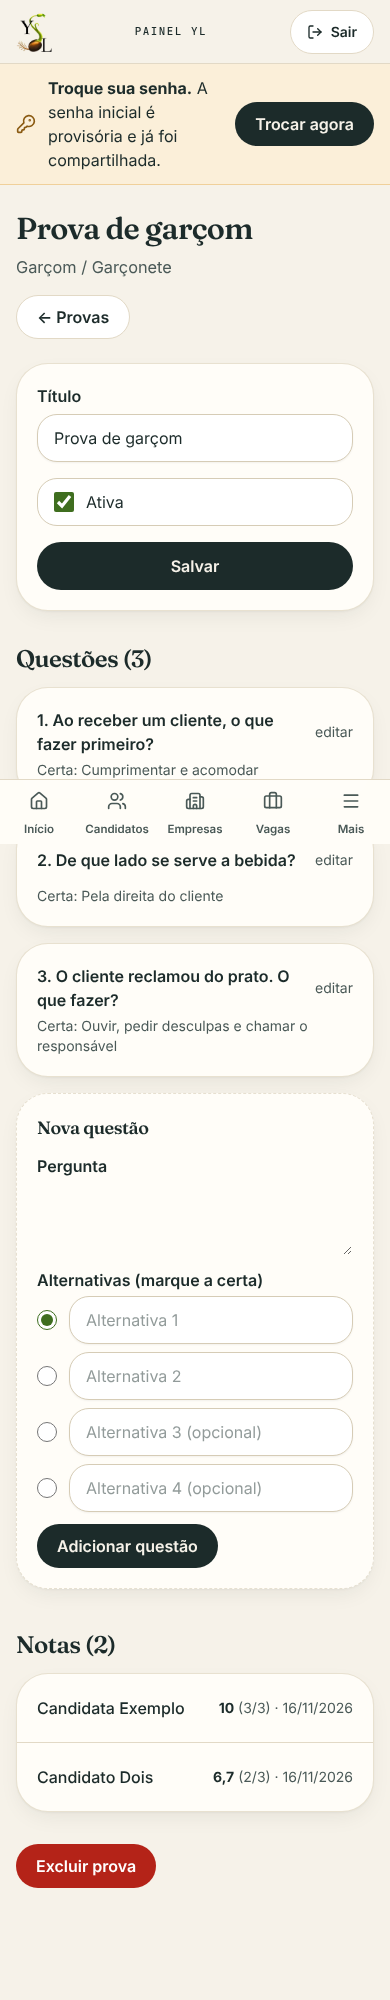 YSL
PAINEL YL
Sair
Troque sua senha. A
senha inicial é
provisória e já foi
compartilhada.
Trocar agora
Prova de garçom
Garçom / Garçonete
← Provas
Título
Prova de garçom
Ativa
Salvar
Questões (3)
1. Ao receber um cliente, o que
fazer primeiro?
editar
Certa: Cumprimentar e acomodar
Início
Candidatos
Empresas
Vagas
Mais
2. De que lado se serve a bebida?
editar
Certa: Pela direita do cliente
3. O cliente reclamou do prato. O
que fazer?
editar
Certa: Ouvir, pedir desculpas e chamar o
responsável
Nova questão
Pergunta
Alternativas (marque a certa)
Alternativa 1
Alternativa 2
Alternativa 3 (opcional)
Alternativa 4 (opcional)
Adicionar questão
Notas (2)
Candidata Exemplo
10 (3/3) · 16/11/2026
Candidato Dois
6,7 (2/3) · 16/11/2026
Excluir prova